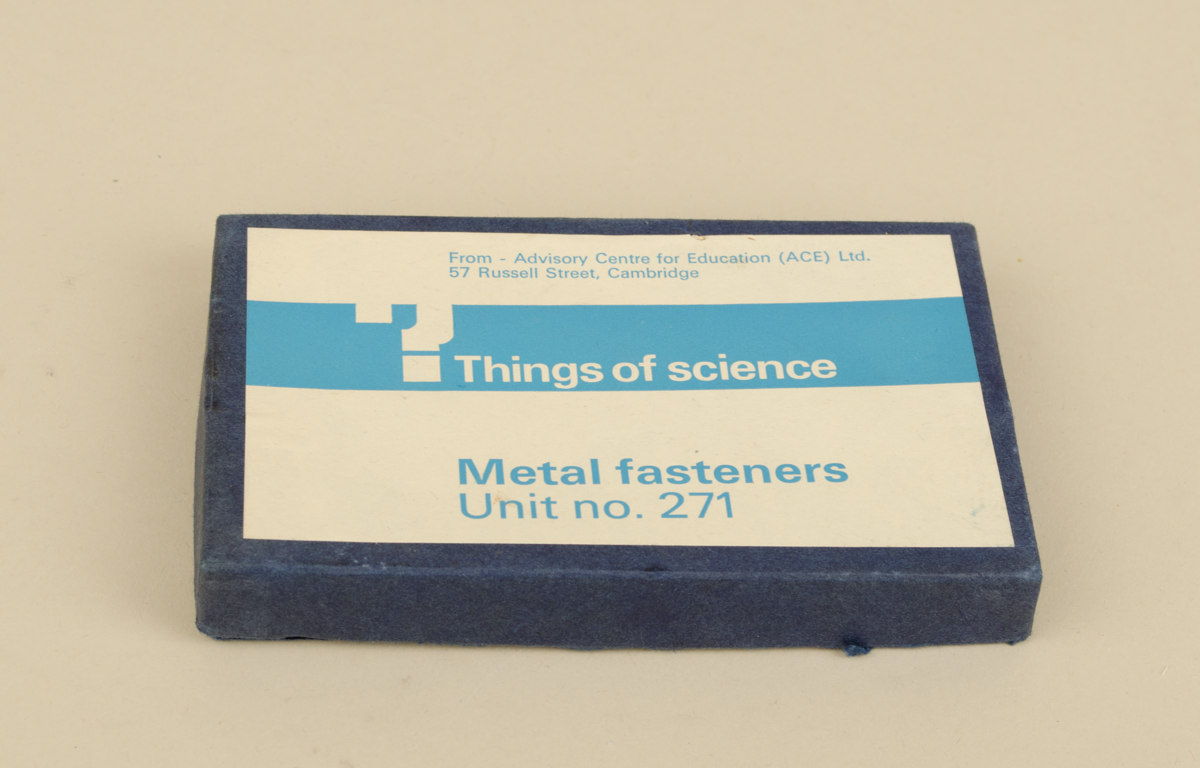 From - Advisory Centre for Education (ACE) Ltd.
57 Russell Street, Cambridge
? Things of science
Metal fasteners
Unit no. 271